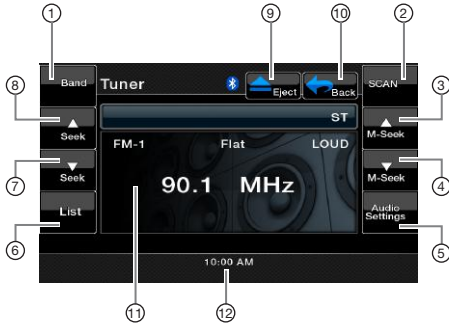 1
9
10
2
Band
Tuner
Eject
Back
SCAN
8
ST
3
Seek
M-Seek
FM-1 Flat LOUD
7
90.1 MHz
4
Seek
M-Seek
List
Audio
Settings
6
5
10:00 AM
11
12